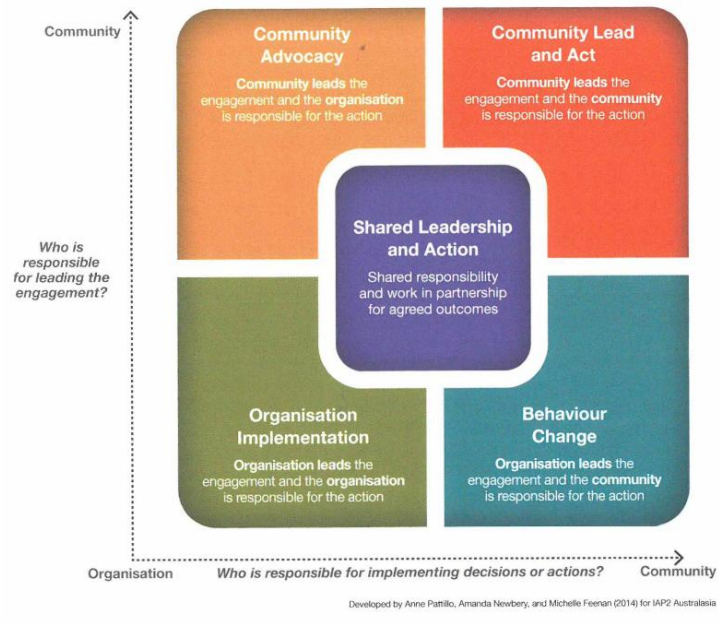 Community
Community
Advocacy
Community leads the
engagement and the organisation
is responsible for the action
Community Lead
and Act
Community leads the
engagement and the community
is responsible for the action
Who is
responsible
for leading the
engagement?
Shared Leadership
and Action
Shared responsibility
and work in partnership
for agreed outcomes
Organisation
Implementation
Organisation leads the
engagement and the organisation
is responsible for the action
Behaviour
Change
Organisation leads the
engagement and the community
is responsible for the action
Organisation
Who is responsible for implementing decisions or actions?
Community
Developed by Anne Pattillo, Amanda Newbery, and Michelle Feenan (2014) for IAP2 Australasia